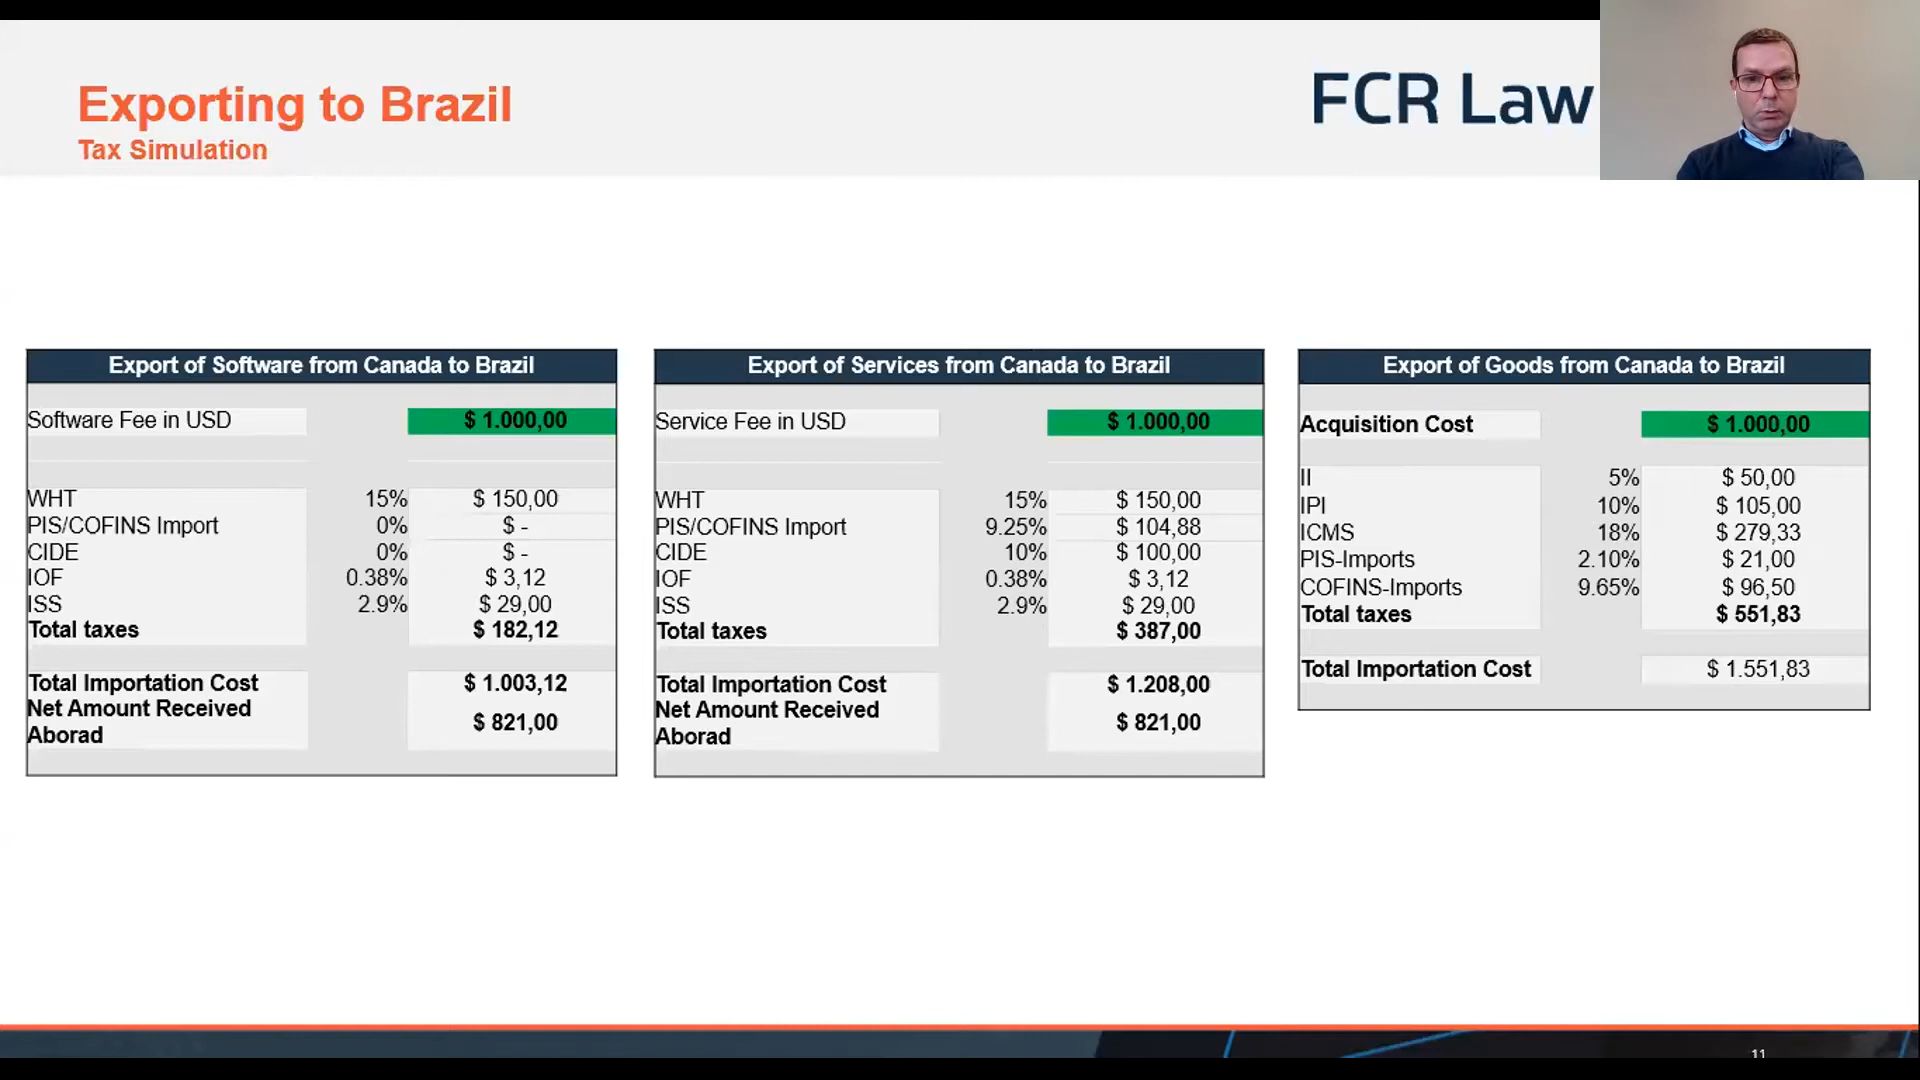 Exporting to Brazil
Tax Simulation
FCR Law
Export of Software from Canada to Brazil
Software Fee in USD $ 1.000,00
WHT 15% $ 150,00
PIS/COFINS Import 0% $ -
CIDE 0% $ -
IOF 0.38% $ 3,12
ISS 2.9% $ 29,00
Total taxes $ 182,12
Total Importation Cost $ 1.003,12
Net Amount Received
Aborad $ 821,00
Export of Services from Canada to Brazil
Service Fee in USD $ 1.000,00
WHT 15% $ 150,00
PIS/COFINS Import 9.25% $ 104,88
CIDE 10% $ 100,00
IOF 0.38% $ 3,12
ISS 2.9% $ 29,00
Total taxes $ 387,00
Total Importation Cost $ 1.208,00
Net Amount Received
Aborad $ 821,00
Export of Goods from Canada to Brazil
Acquisition Cost $ 1.000,00
II 5% $ 50,00
IPI 10% $ 105,00
ICMS 18% $ 279,33
PIS-Imports 2.10% $ 21,00
COFINS-Imports 9.65% $ 96,50
Total taxes $ 551,83
Total Importation Cost $ 1.551,83
11